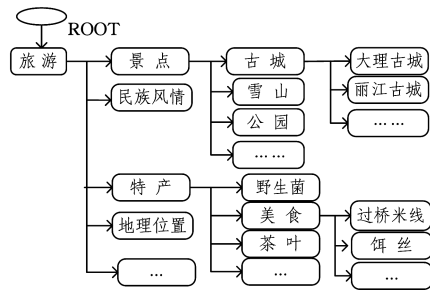 ROOT
旅游
景点
古城
大理古城
丽江古城
……
雪山
公园
……
民族风情
特产
野生菌
美食
过桥米线
饵丝
…
茶叶
…
地理位置
…